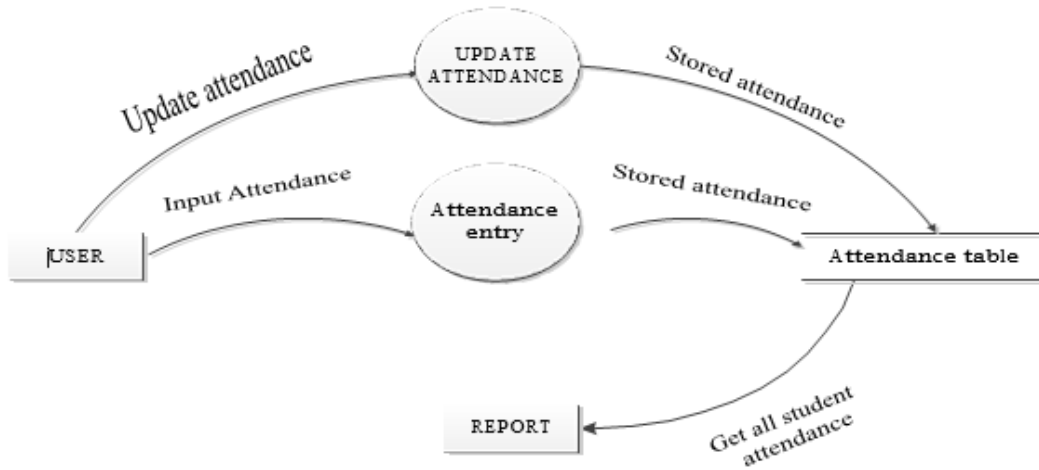 UPDATE
ATTENDANCE
Update attendance
Stored attendance
Input Attendance
Attendance
entry
Stored attendance
USER
Attendance table
REPORT
Get all student
attendance